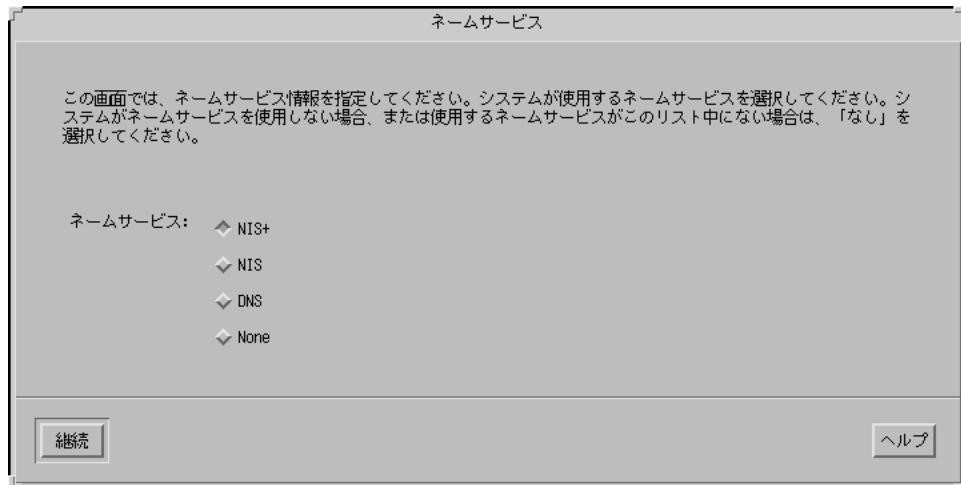 ネームサービス
この画面では、ネームサービス情報を指定してください。システムが使用するネームサービスを選択してください。シ
ステムがネームサービスを使用しない場合、または使用するネームサービスがこのリスト中にない場合は、「なし」を
選択してください。
ネームサービス: NIS+
NIS
DNS
None
継続 ヘルプ